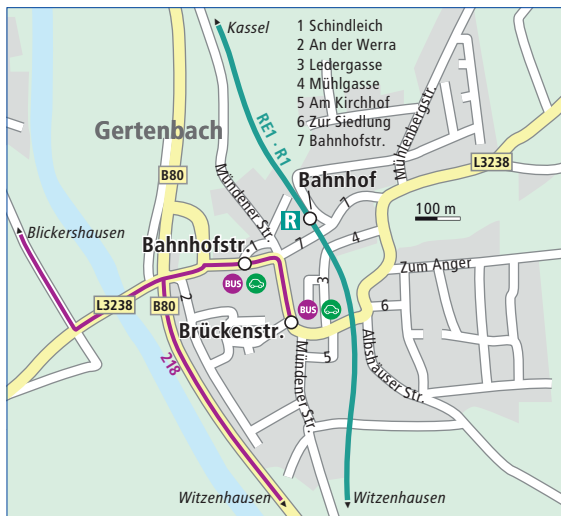 Kassel
1 Schindleich
2 An der Werra
3 Ledergasse
4 Mühlgasse
5 Am Kirchhof
6 Zur Siedlung
7 Bahnhofstr.
RE1 · R1
Gertenbach
Mühlenbergstr.
L3238
B80
Mündener Str.
Bahnhof
R
7
100 m
Blickershausen
Bahnhofstr.
1
7
4
Zum Anger
BUS
3
2
L3238
B80
BUS
6
Brückenstr.
218
5
Mündener Str.
Albshäuser Str.
Witzenhausen
Witzenhausen